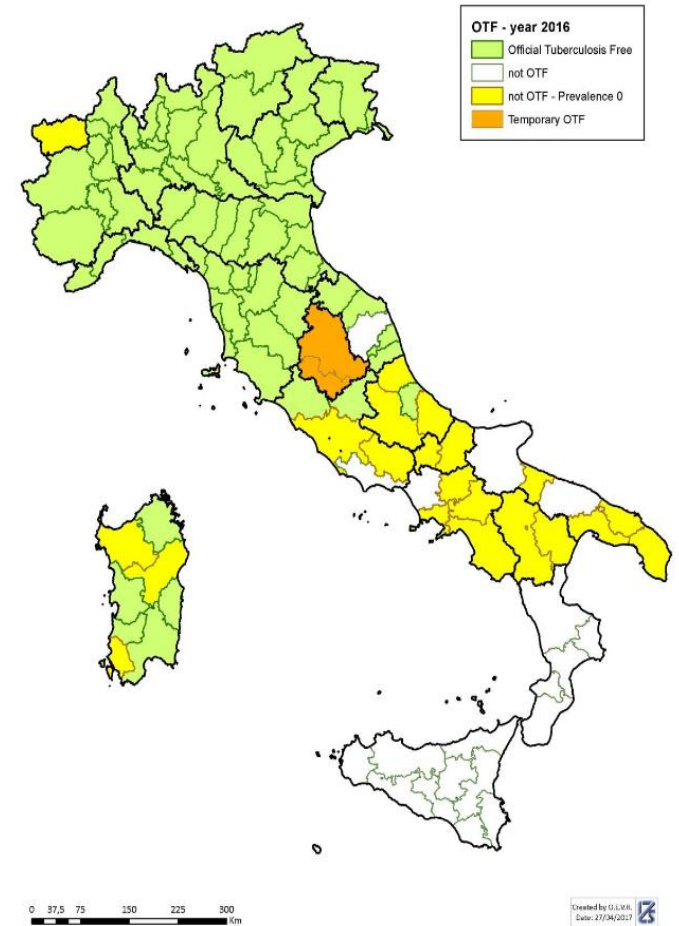 OTF - year 2016
Official Tuberculosis Free
not OTF
not OTF - Prevalence 0
Temporary OTF
0 37,5 75 150 225 300
Km
Created by O.E.V.R.
Date: 27/04/2017